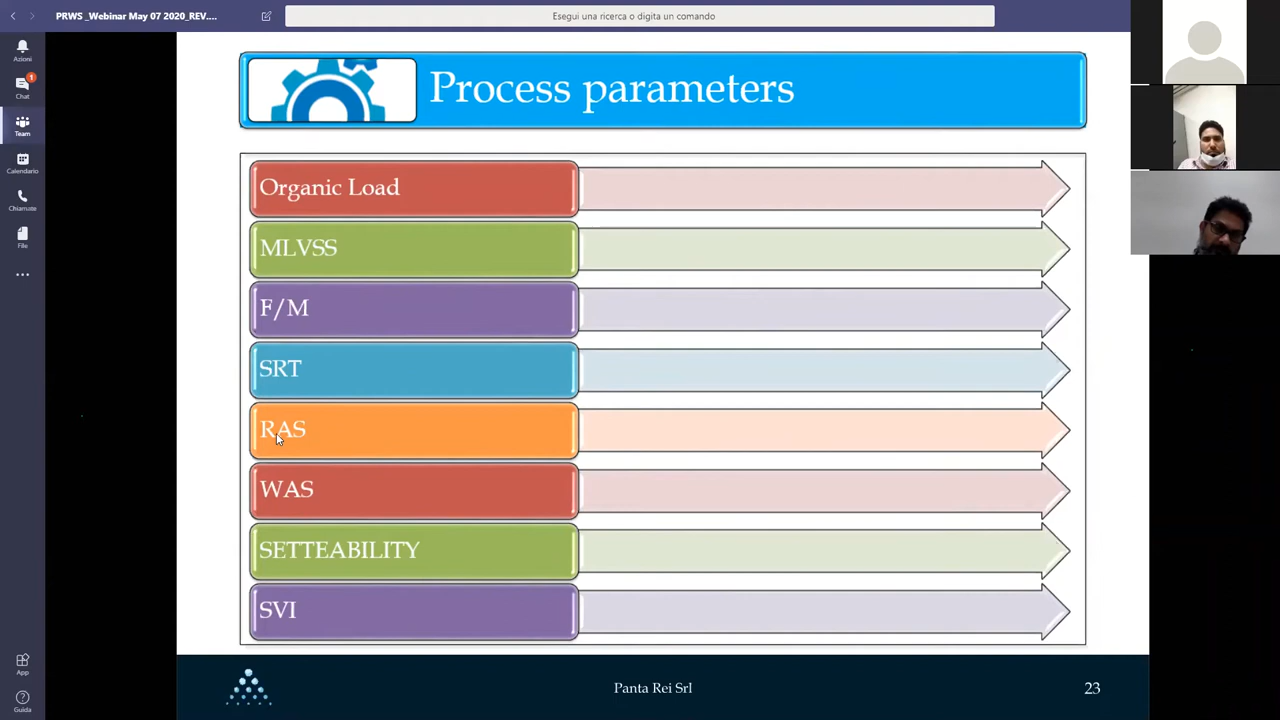 PRWS _Webinar May 07 2020_REV....
Esegui una ricerca o digita un comando
Azioni
Chat
1
Team
Calendario
Chiamate
File
App
Guida
Process parameters
Organic Load
MLVSS
F/M
SRT
RAS
WAS
SETTEABILITY
SVI
Panta Rei Srl
23